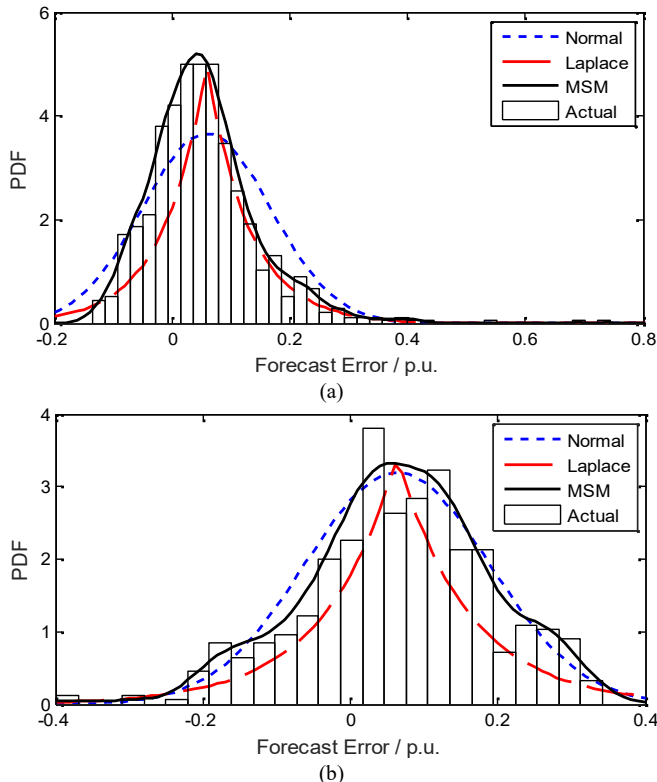 6
4
2
0
PDF
-0.2
0
0.2
0.4
0.6
0.8
Forecast Error / p.u.
Normal
Laplace
MSM
Actual
(a)
4
3
2
1
0
PDF
-0.4
-0.2
0
0.2
0.4
Forecast Error / p.u.
Normal
Laplace
MSM
Actual
(b)